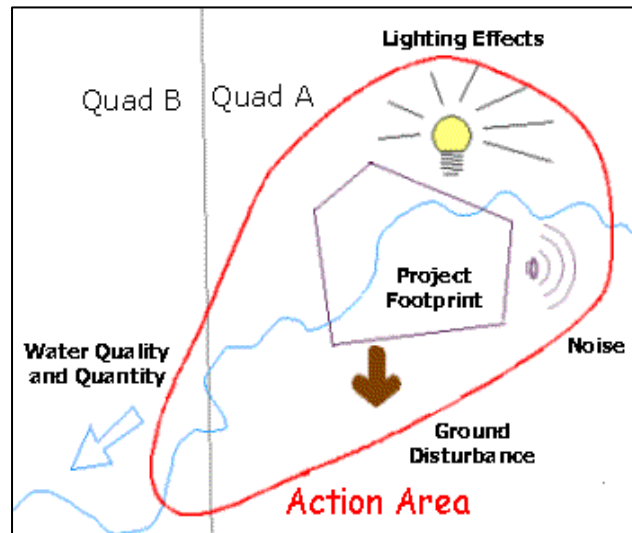 Lighting Effects
Quad B
Quad A
Project
Footprint
Water Quality
and Quantity
Noise
Ground
Disturbance
Action Area